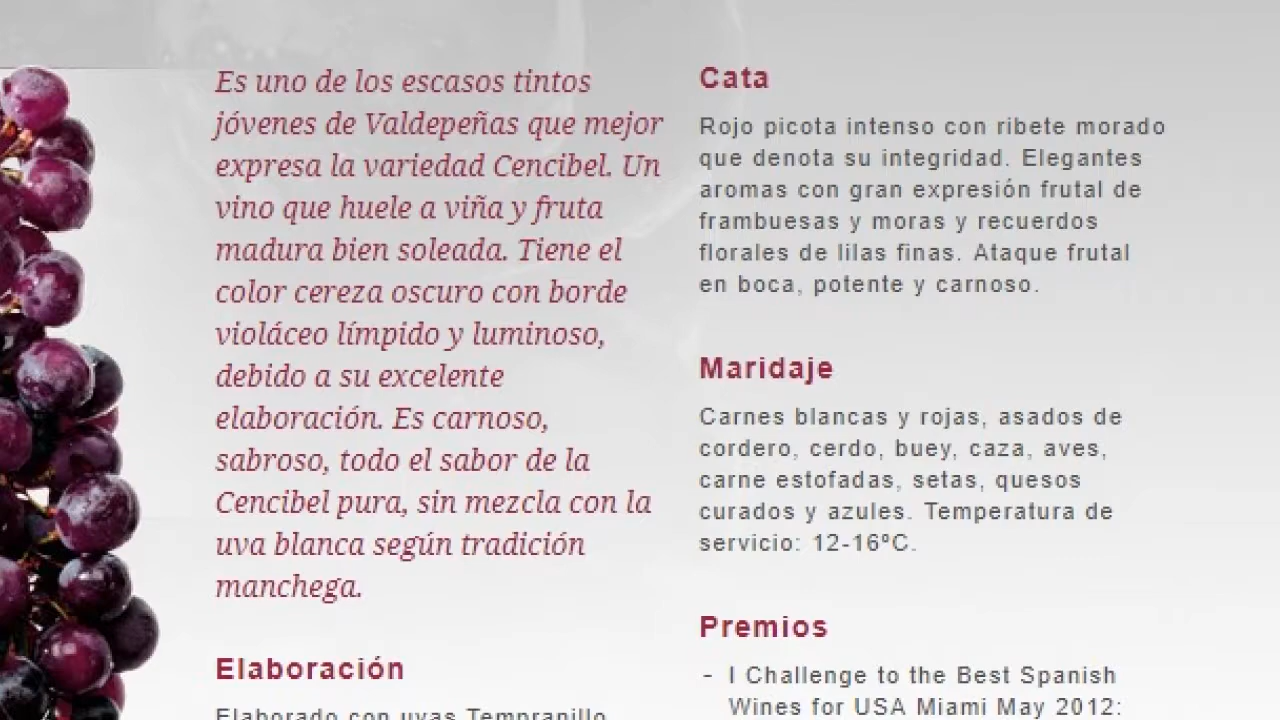 Es uno de los escasos tintos
jóvenes de Valdepeñas que mejor
expresa la variedad Cencibel. Un
vino que huele a viña y fruta
madura bien soleada. Tiene el
color cereza oscuro con borde
violáceo límpido y luminoso,
debido a su excelente
elaboración. Es carnoso,
sabroso, todo el sabor de la
Cencibel pura, sin mezcla con la
uva blanca según tradición
manchega.
Elaboración
Elaborado con uvas Tempranillo
Cata
Rojo picota intenso con ribete morado
que denota su integridad. Elegantes
aromas con gran expresión frutal de
frambuesas y moras y recuerdos
florales de lilas finas. Ataque frutal
en boca, potente y carnoso.
Maridaje
Carnes blancas y rojas, asados de
cordero, cerdo, buey, caza, aves,
carne estofadas, setas, quesos
curados y azules. Temperatura de
servicio: 12-16ºC.
Premios
- I Challenge to the Best Spanish
Wines for USA Miami May 2012: